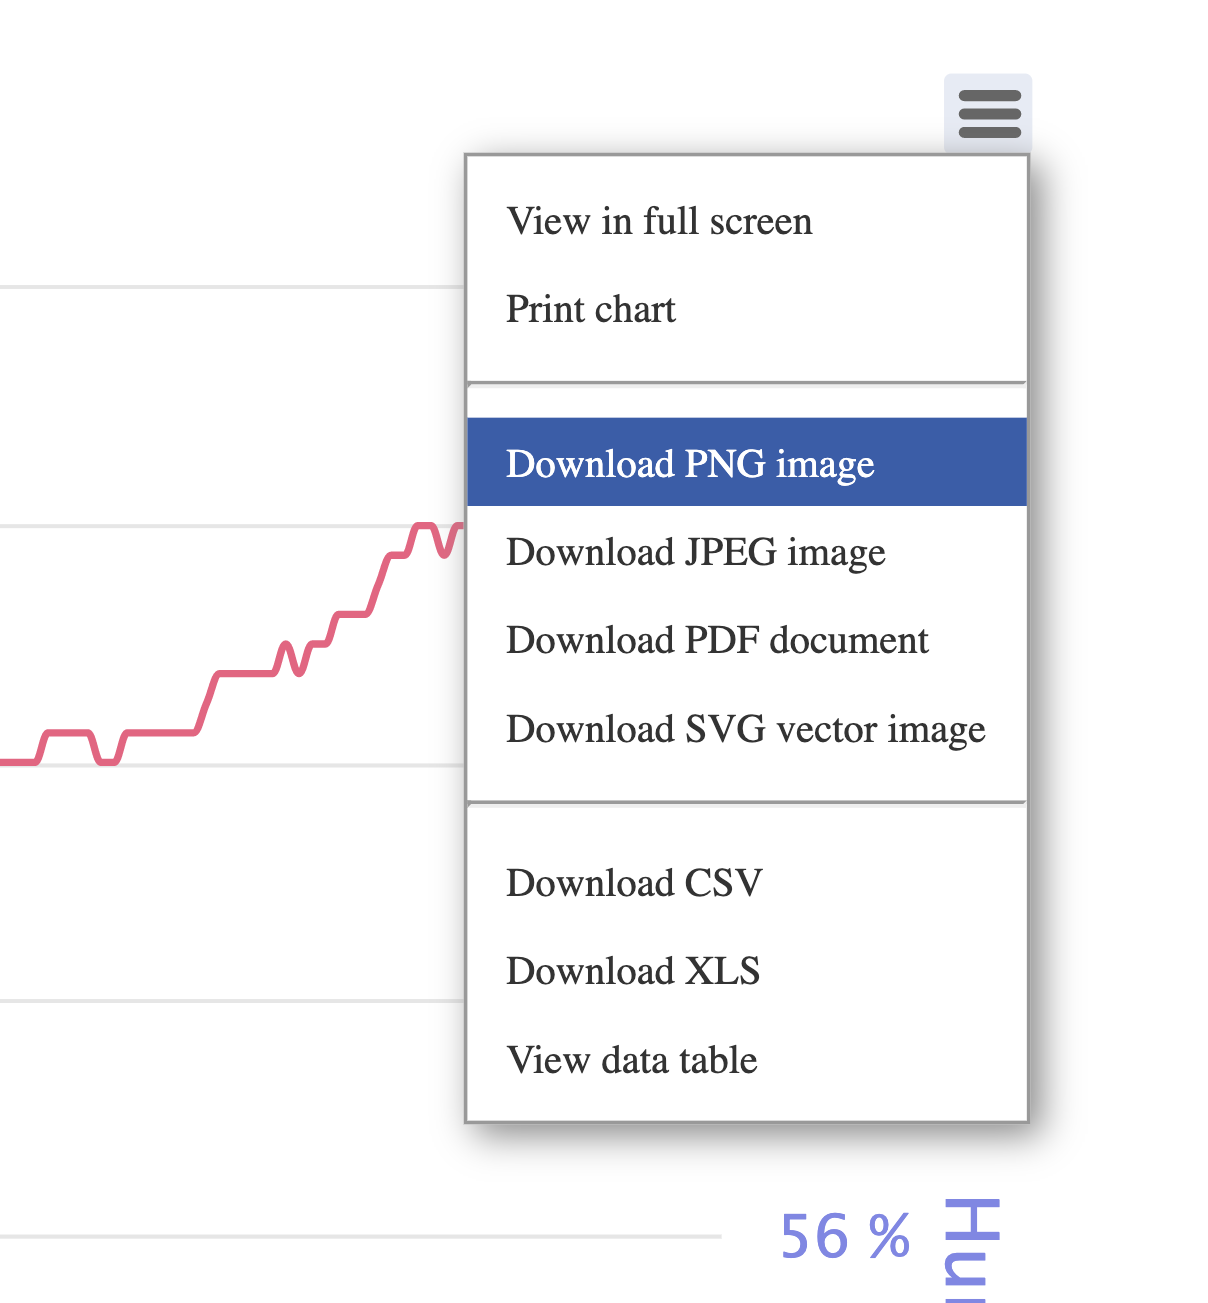 View in full screen
Print chart
Download PNG image
Download JPEG image
Download PDF document
Download SVG vector image
Download CSV
Download XLS
View data table
56 %